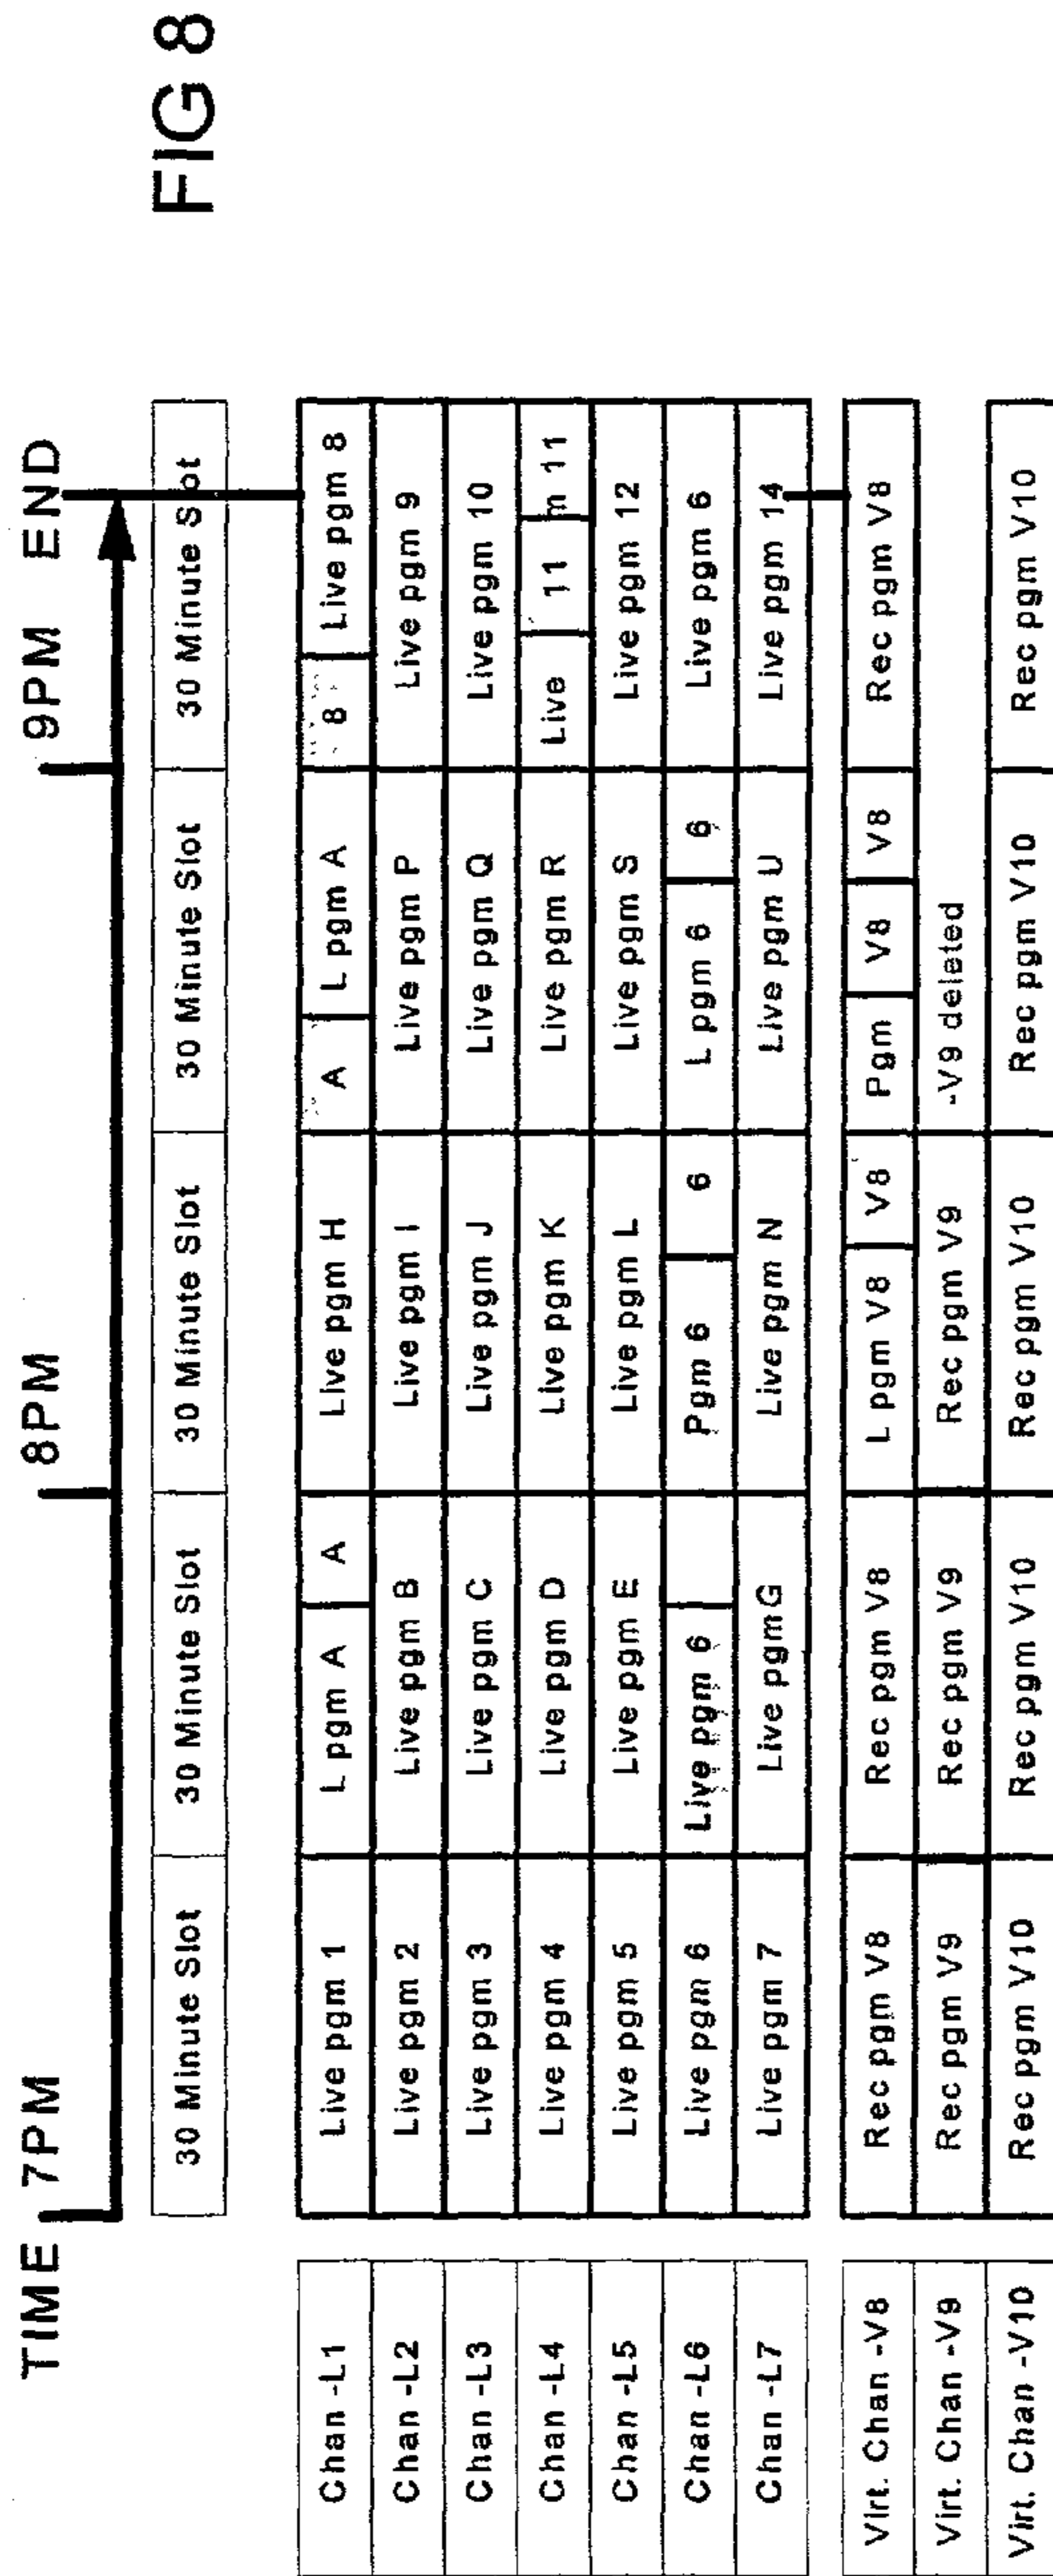 FIG 8
TIME 7PM 8PM 9PM END
30 Minute Slot 30 Minute Slot 30 Minute Slot 30 Minute Slot 30 Minute Slot
Chan -L1 Live pgm 1 L pgm A A Live pgm H A L pgm A 8 Live pgm 8
Chan -L2 Live pgm 2 Live pgm B Live pgm I Live pgm P Live pgm 9
Chan -L3 Live pgm 3 Live pgm C Live pgm J Live pgm Q Live pgm 10
Chan -L4 Live pgm 4 Live pgm D Live pgm K Live pgm R Live 11 m 11
Chan -L5 Live pgm 5 Live pgm E Live pgm L Live pgm S Live pgm 12
Chan -L6 Live pgm 6 Live pgm 6 Pgm 6 6 L pgm 6 6 Live pgm 6
Chan -L7 Live pgm 7 Live pgmG Live pgm N Live pgm U Live pgm 14
Virt. Chan -V8 Rec pgm V8 Rec pgm V8 L pgm V8 V8 Pgm V8 V8 Rec pgm V8
Virt. Chan -V9 Rec pgm V9 Rec pgm V9 Rec pgm V9 -V9 deleted
Virt. Chan -V10 Rec pgm V10 Rec pgm V10 Rec pgm V10 Rec pgm V10 Rec pgm V10